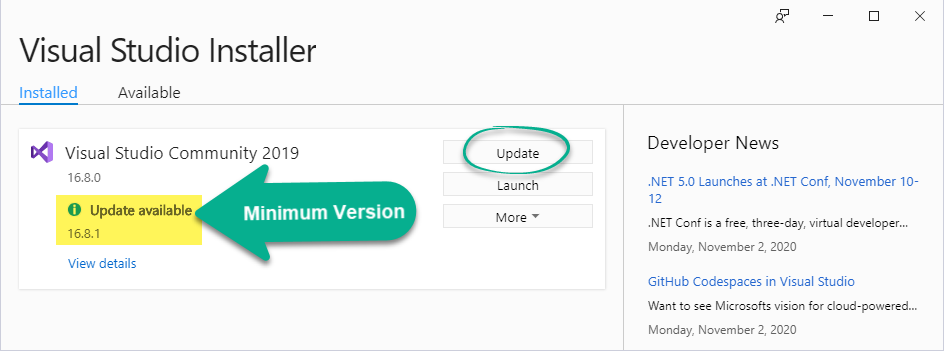 Visual Studio Installer
Installed
Available
Visual Studio Community 2019
16.8.0
Update available
16.8.1
View details
Minimum Version
Update
Launch
More
Developer News
.NET 5.0 Launches at .NET Conf, November 10-
12
.NET Conf is a free, three-day, virtual developer...
Monday, November 2, 2020
GitHub Codespaces in Visual Studio
Want to see Microsofts vision for cloud-powered...
Monday, November 2, 2020